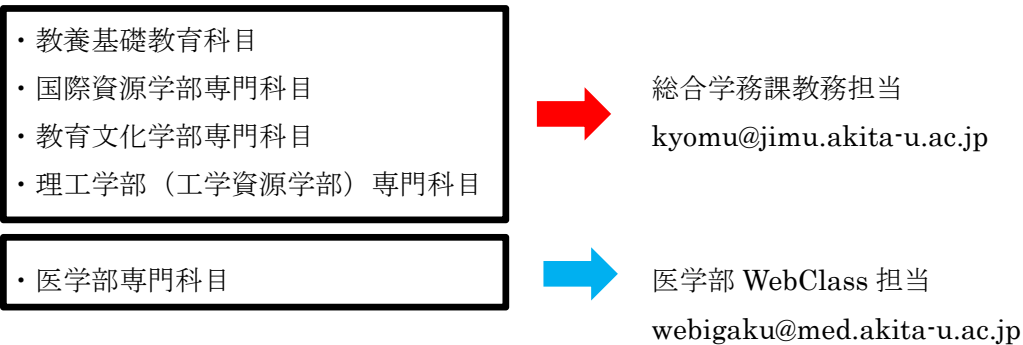 ・教養基礎教育科目
・国際資源学部専門科目
・教育文化学部専門科目
・理工学部（工学資源学部）専門科目
総合学務課教務担当
kyomu@jimu.akita-u.ac.jp
・医学部専門科目
医学部 WebClass 担当
webigaku@med.akita-u.ac.jp